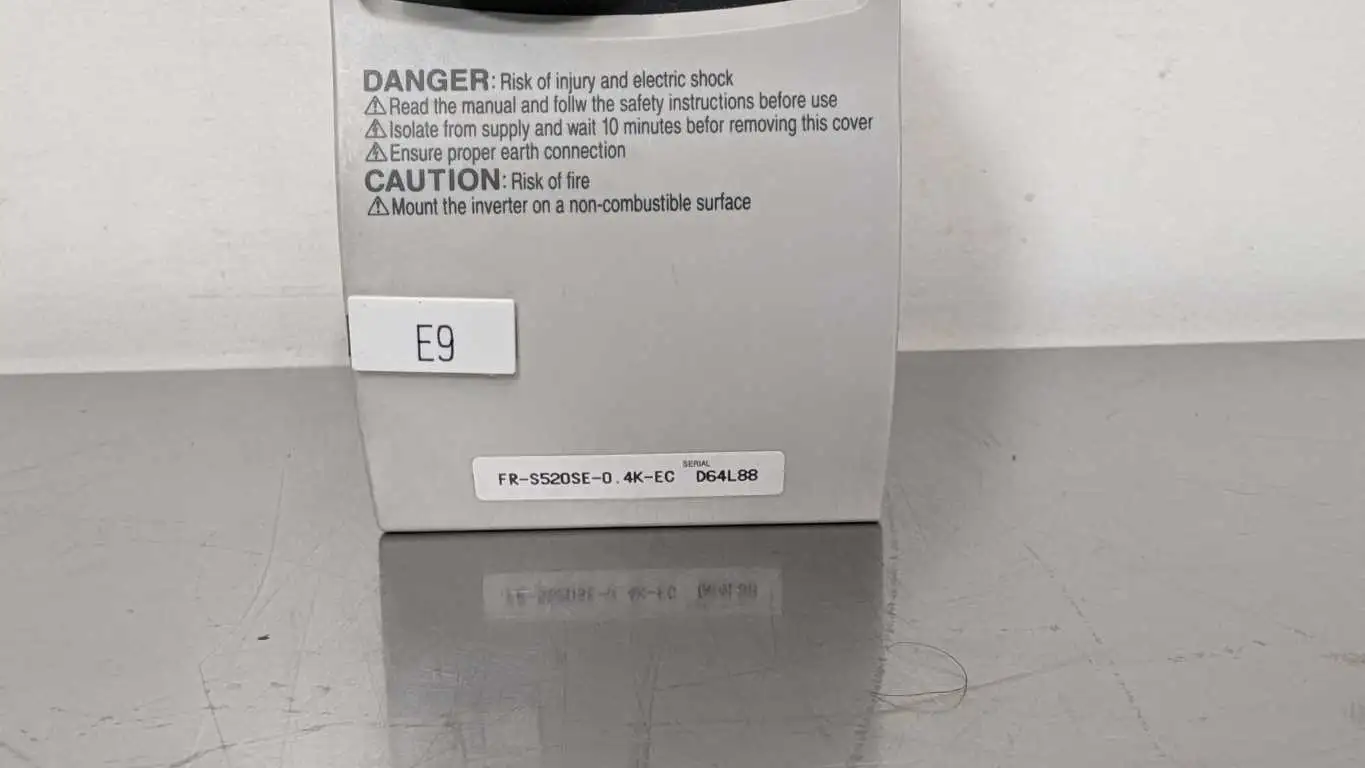 DANGER: Risk of injury and electric shock
Read the manual and follw the safety instructions before use
Isolate from supply and wait 10 minutes befor removing this cover
Ensure proper earth connection
CAUTION: Risk of fire
Mount the inverter on a non-combustible surface
E9
SERIAL
FR-S520SE-0.4K-EC D64L88